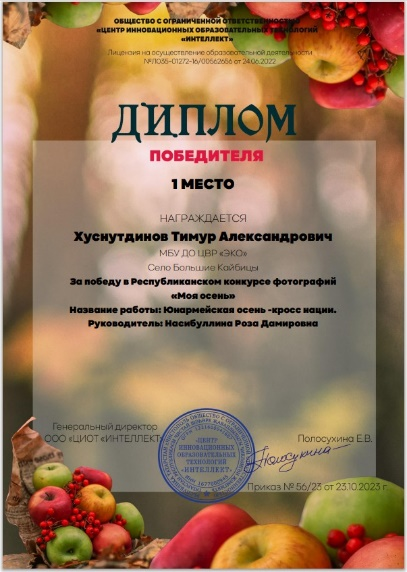 ОБЩЕСТВО С ОГРАНИЧЕННОЙ ОТВЕТСТВЕННОСТЬЮ
«ЦЕНТР ИННОВАЦИОННЫХ ОБРАЗОВАТЕЛЬНЫХ ТЕХНОЛОГИЙ
«ИНТЕЛЛЕКТ»
Лицензия на осуществление образовательной деятельности
№Л035-01272-16/00562656 от 24.06.2022
ДИПЛОМ
ПОБЕДИТЕЛЯ
1 МЕСТО
НАГРАЖДАЕТСЯ
Хуснутдинов Тимур Александрович
МБУ ДО ЦВР «ЭКО»
Село Большие Кайбицы
За победу в Республиканском конкурсе фотографий
«Моя осень»
Название работы: Юнармейская осень -кросс нации.
Руководитель: Насибуллина Роза Дамировна
Генеральный директор
ООО «ЦИОТ «ИНТЕЛЛЕКТ»
Полосухина Е.В.
«ЦЕНТР
ИННОВАЦИОННЫХ
ОБРАЗОВАТЕЛЬНЫХ
ТЕХНОЛОГИЙ
«ИНТЕЛЛЕКТ»
Полосухина
Приказ № 56/23 от 23.10.2023 г.